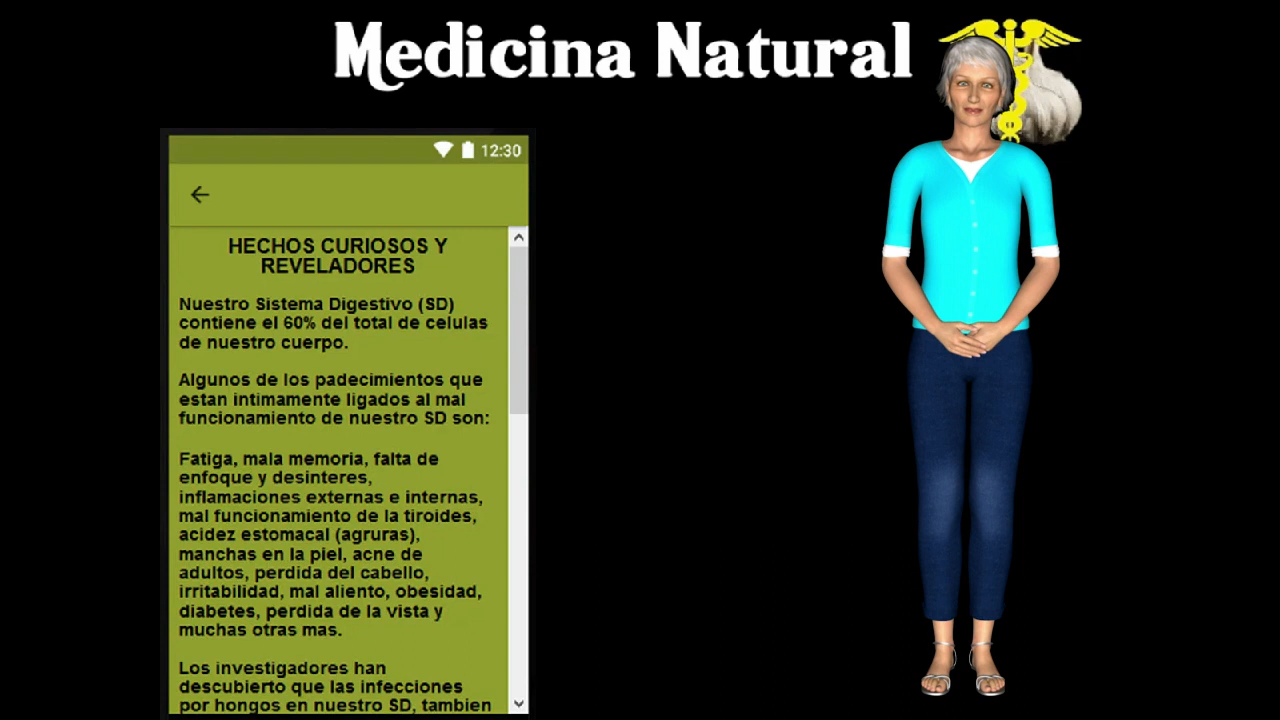 Medicina Natural
12:30
HECHOS CURIOSOS Y
REVELADORES
Nuestro Sistema Digestivo (SD)
contiene el 60% del total de celulas
de nuestro cuerpo.
Algunos de los padecimientos que
estan intimamente ligados al mal
funcionamiento de nuestro SD son:
Fatiga, mala memoria, falta de
enfoque y desinteres,
inflamaciones externas e internas,
mal funcionamiento de la tiroides,
acidez estomacal (agruras),
manchas en la piel, acne de
adultos, perdida del cabello,
irritabilidad, mal aliento, obesidad,
diabetes, perdida de la vista y
muchas otras mas.
Los investigadores han
descubierto que las infecciones
por hongos en nuestro SD, tambien